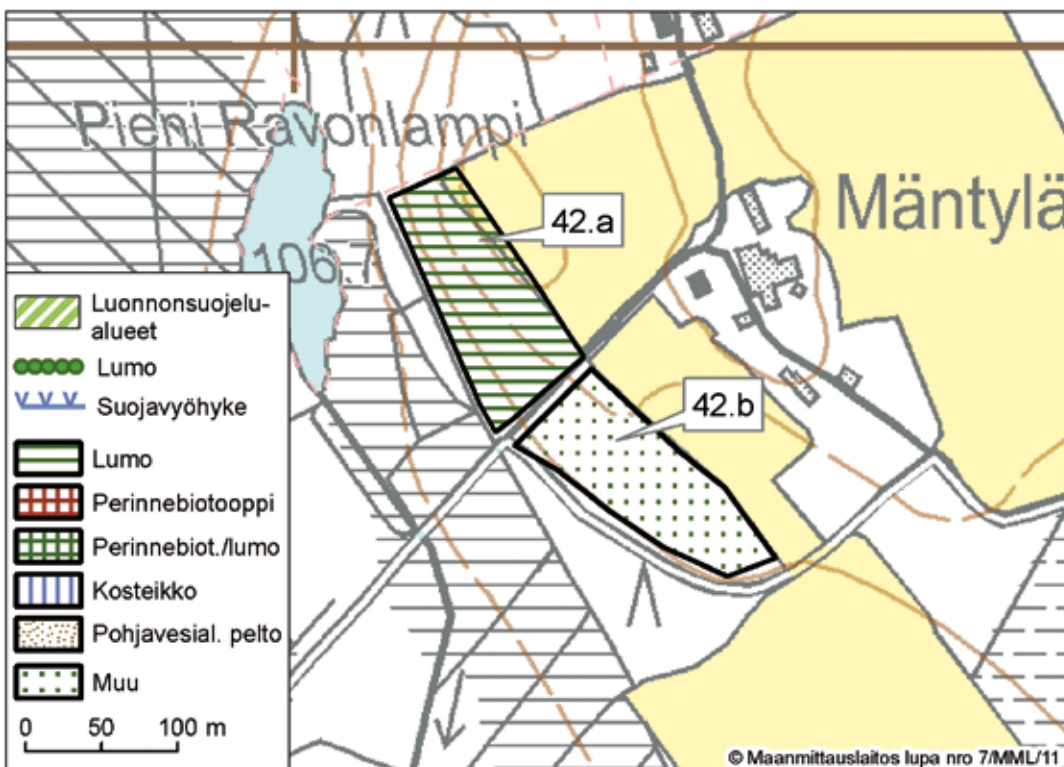 Pieni Ravonlampi
42.a
Mäntylä
106.7
42.b
Luonnonsuojelu-
alueet
Lumo
Suojavyöhyke
Lumo
Perinnebiotooppi
Perinnebiot./lumo
Kosteikko
Pohjavesial. pelto
Muu
0 50 100 m
© Maanmittauslaitos lupa nro 7/MML/11